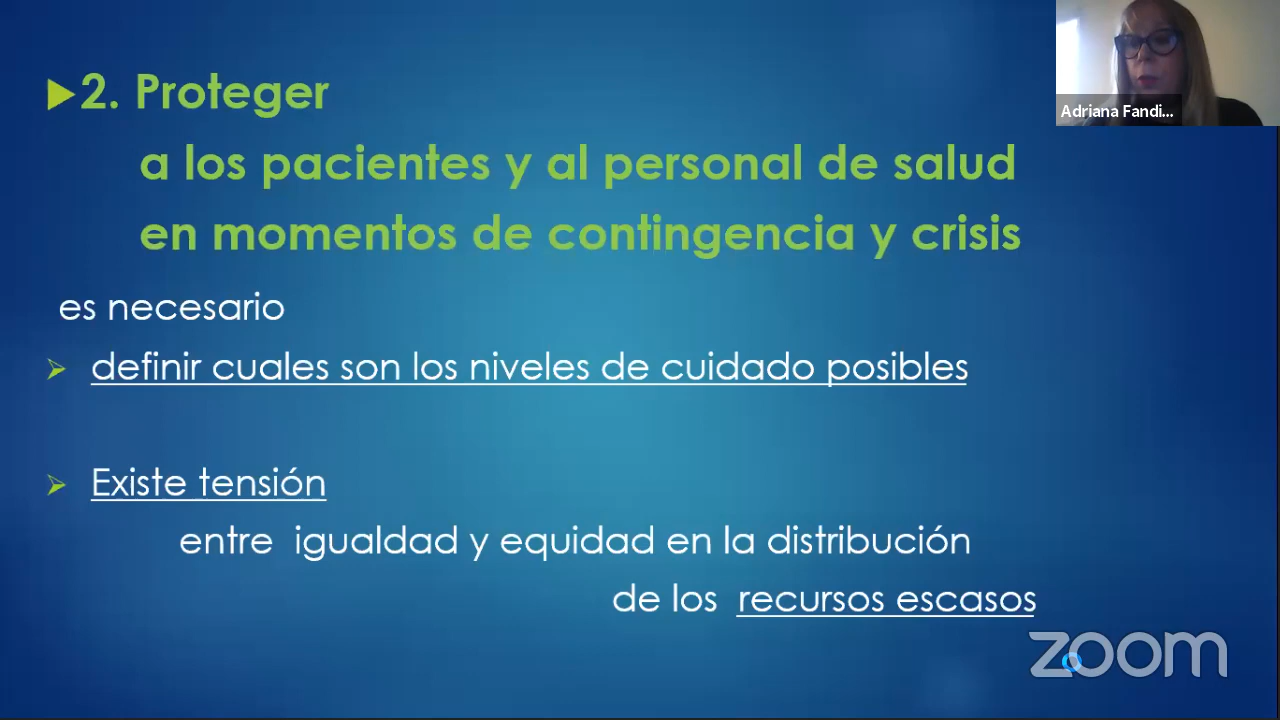 2. Proteger
a los pacientes y al personal de salud
en momentos de contingencia y crisis
es necesario
definir cuales son los niveles de cuidado posibles
Existe tensión
entre igualdad y equidad en la distribución
de los recursos escasos
Adriana Fandi...
zoom